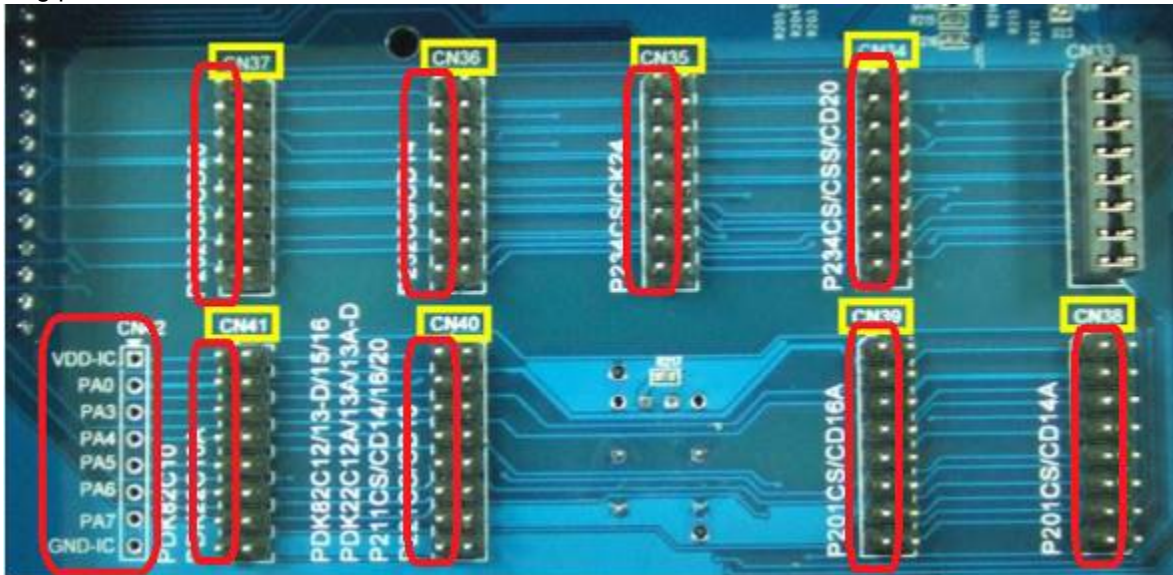 CN37
CN36
CN35
CN34
CN33
P234CS/CK24
P234CS/CSS/CD20
CN42
CN41
CN40
CN39
CN38
VDD-IC
PA0
PA3
PA4
PA5
PA6
PA7
GND-IC
PDK82C10
PDK82C12/13-D/15/16
PDK22C12A/13A/13A-D
P211CS/CD14/16/20
P201CS/CD16A
P201CS/CD14A